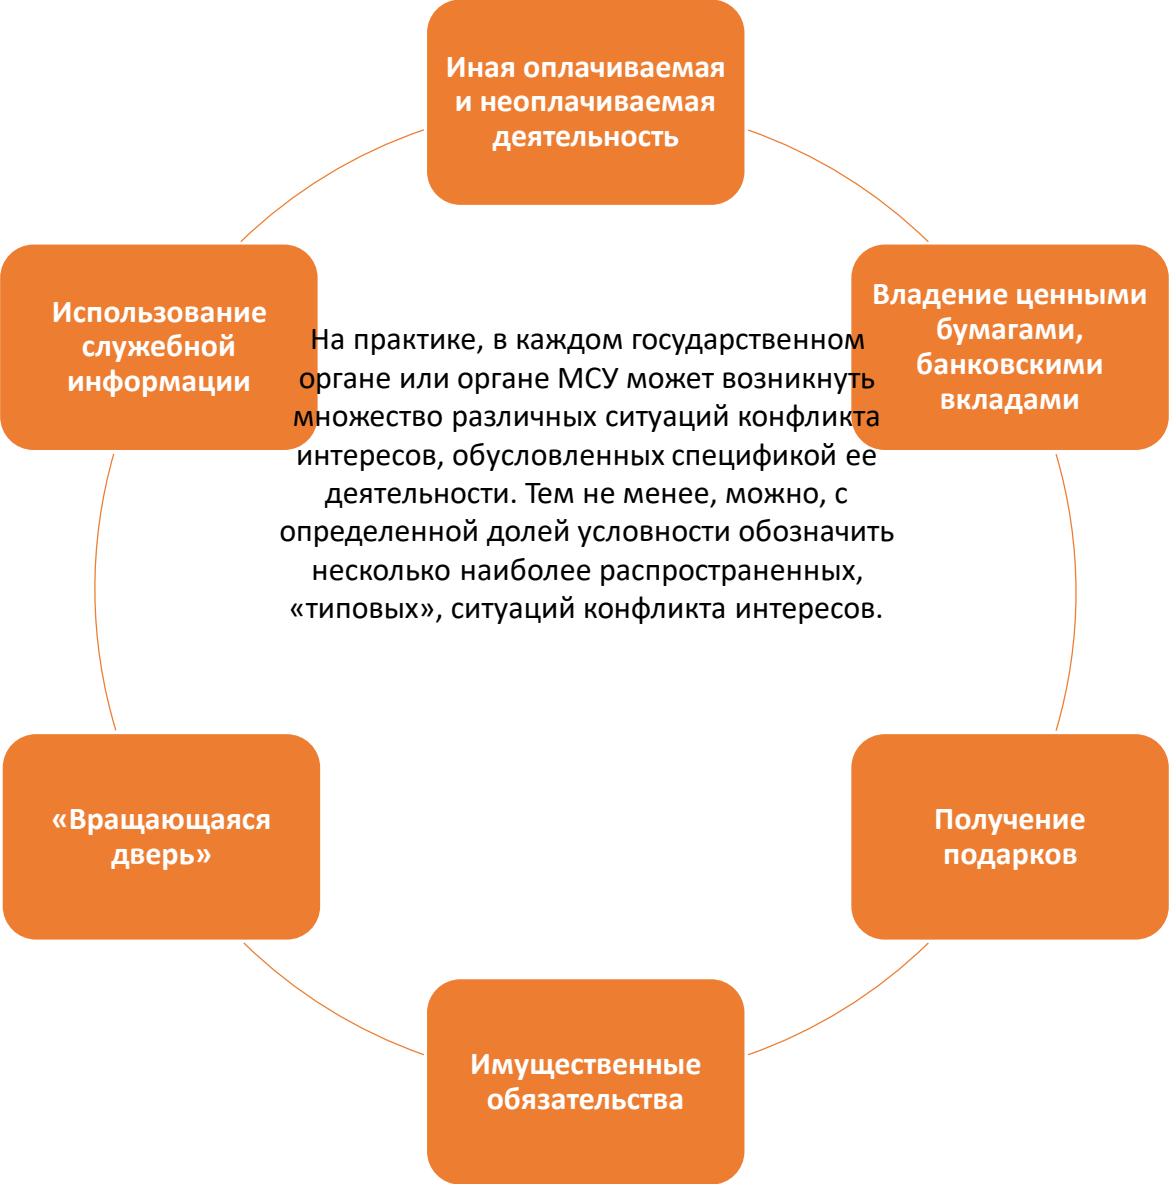 Иная оплачиваемая
и неоплачиваемая
деятельность
Владение ценными
бумагами,
банковскими
вкладами
Получение
подарков
Имущественные
обязательства
«Вращающаяся
дверь»
Использование
служебной
информации
На практике, в каждом государственном
органе или органе МСУ может возникнуть
множество различных ситуаций конфликта
интересов, обусловленных спецификой ее
деятельности. Тем не менее, можно, с
определенной долей условности обозначить
несколько наиболее распространенных,
«типовых», ситуаций конфликта интересов.